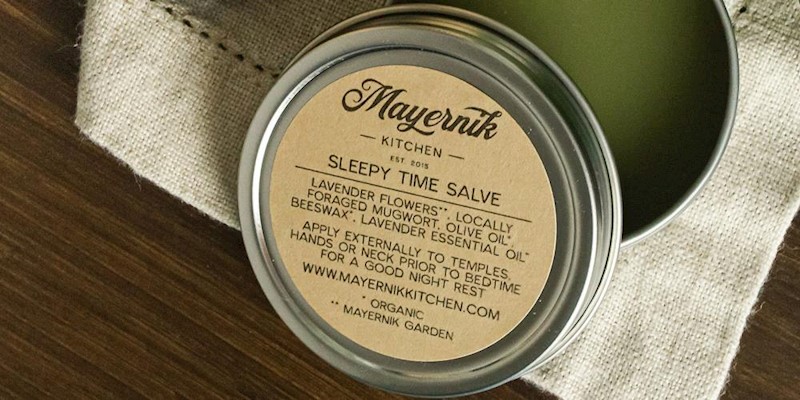 Mayernik
— KITCHEN —
EST. 2015
SLEEPY TIME SALVE
LAVENDER FLOWERS**, LOCALLY
FORAGED MUGWORT, OLIVE OIL*,
BEESWAX*, LAVENDER ESSENTIAL OIL*
APPLY EXTERNALLY TO TEMPLES,
HANDS OR NECK PRIOR TO BEDTIME
FOR A GOOD NIGHT REST
WWW.MAYERNIKKITCHEN.COM
* ORGANIC
** MAYERNIK GARDEN